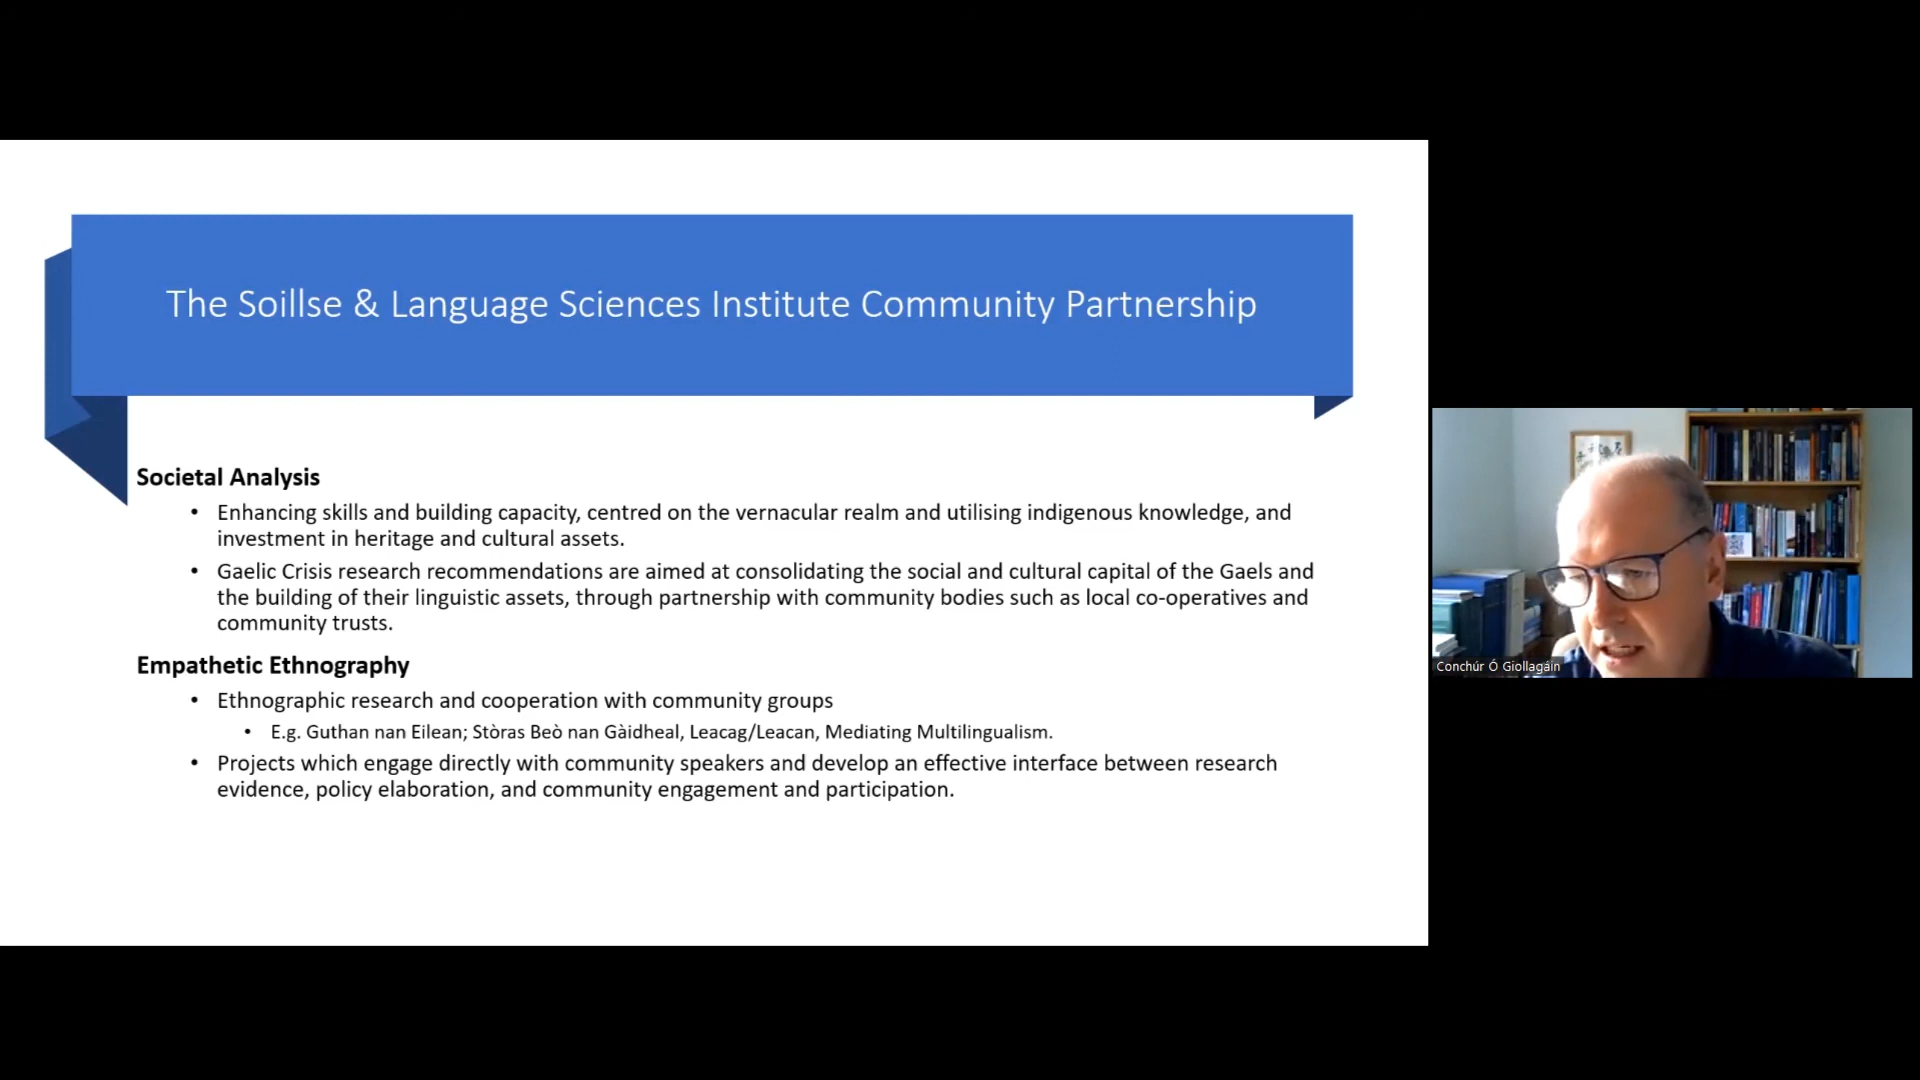 The Soillse & Language Sciences Institute Community Partnership
Societal Analysis
• Enhancing skills and building capacity, centred on the vernacular realm and utilising indigenous knowledge, and
investment in heritage and cultural assets.
• Gaelic Crisis research recommendations are aimed at consolidating the social and cultural capital of the Gaels and
the building of their linguistic assets, through partnership with community bodies such as local co-operatives and
community trusts.
Empathetic Ethnography
• Ethnographic research and cooperation with community groups
• E.g. Guthan nan Eilean; Stòras Beò nan Gàidheal, Leacag/Leacan, Mediating Multilingualism.
• Projects which engage directly with community speakers and develop an effective interface between research
evidence, policy elaboration, and community engagement and participation.
Conchúr Ó Giollagáin